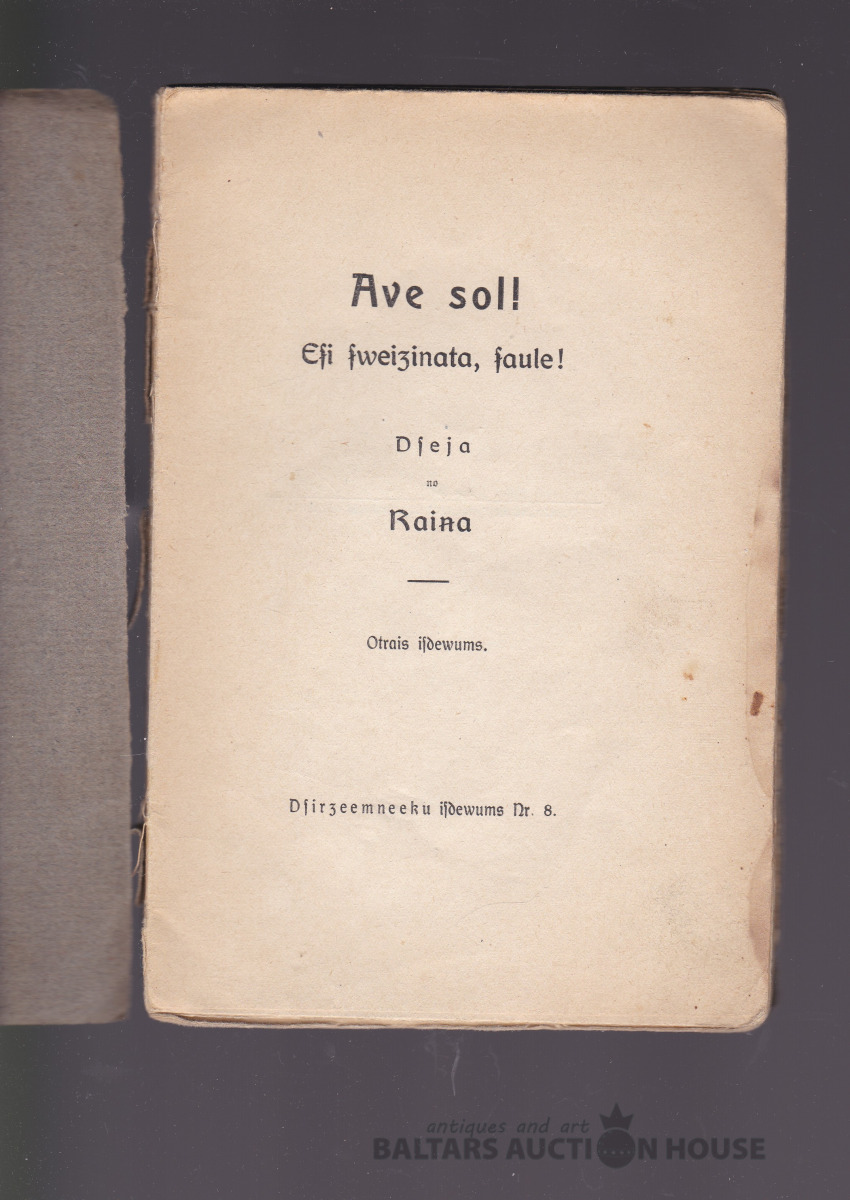 Ave sol!
Eſi ſweizinata, ſaule!
Dſeja
no
Raiņa
Otrais iſdewums.
Dſirzeemneeku iſdewums Nr. 8.
antiques and art
BALTARS AUCTION HOUSE